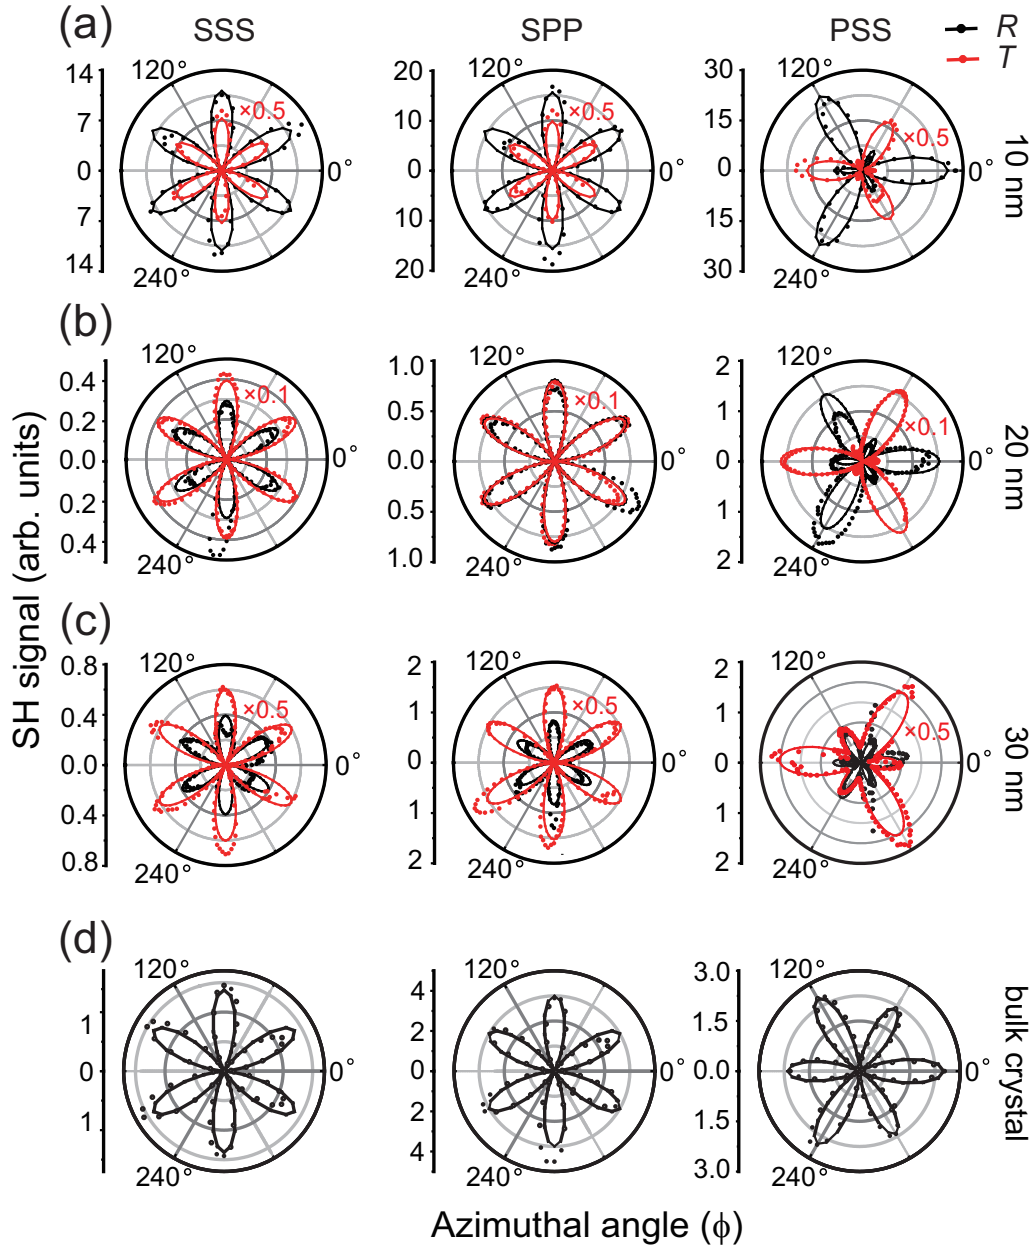 (a) SSS SPP PSS R
T
14 7 0 7 14 120° ×0.5 0° 240°
20 10 0 10 20 120° ×0.5 0° 240°
30 15 0 15 30 120° ×0.5 0° 240°
10 nm
(b)
0.4 0.2 0.0 0.2 0.4 120° ×0.1 0° 240°
1.0 0.5 0.0 0.5 1.0 120° ×0.1 0° 240°
2 1 0 1 2 120° ×0.1 0° 240°
20 nm
SH signal (arb. units)
(c)
0.8 0.4 0.0 0.4 0.8 120° ×0.5 0° 240°
2 1 0 1 2 120° ×0.5 0° 240°
2 1 0 1 2 120° ×0.5 0° 240°
30 nm
(d)
1 0 1 120° 0° 240°
4 2 0 2 4 120° 0° 240°
3.0 1.5 0.0 1.5 3.0 120° 0° 240°
bulk crystal
Azimuthal angle (ϕ)